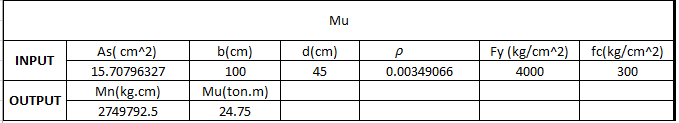 Mu
INPUT
As( cm^2) b(cm) d(cm) ρ Fy (kg/cm^2) fc(kg/cm^2)
15.70796327 100 45 0.00349066 4000 300
OUTPUT
Mn(kg.cm) Mu(ton.m)
2749792.5 24.75